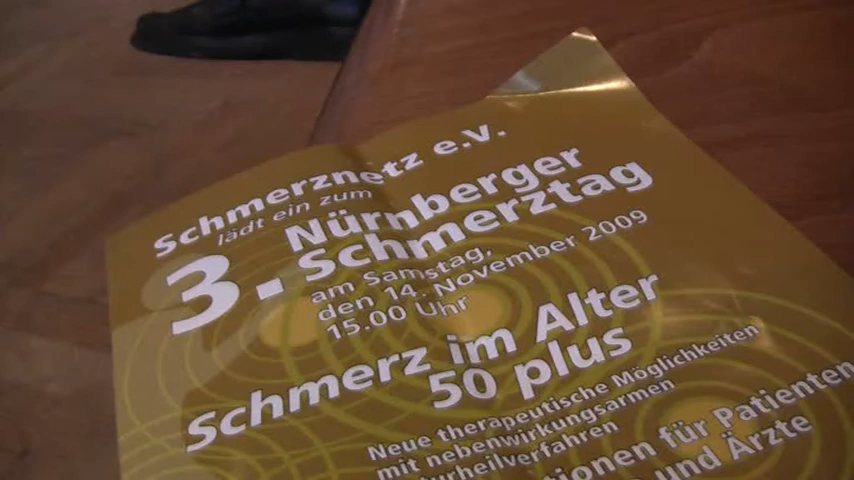 Schmerznetz e.V.
lädt ein zum
3. Nürnberger
Schmerztag
am Samstag,
den 14. November 2009
15.00 Uhr
Schmerz im Alter
50 plus
Neue therapeutische Möglichkeiten
mit nebenwirkungsarmen
turheilverfahren
tionen für Patienten
und Ärzte